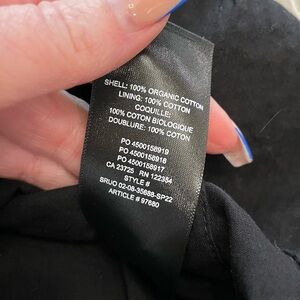 SHELL: 100% ORGANIC COTTON
LINING: 100% COTTON
COQUILLE:
100% COTON BIOLOGIQUE
DOUBLURE: 100% COTON
PO 4500158919
PO 4500158918
PO 4500158917
CA 23725 RN 122384
STYLE #
SRUO 02-08-35688-SP22
ARTICLE # 97680